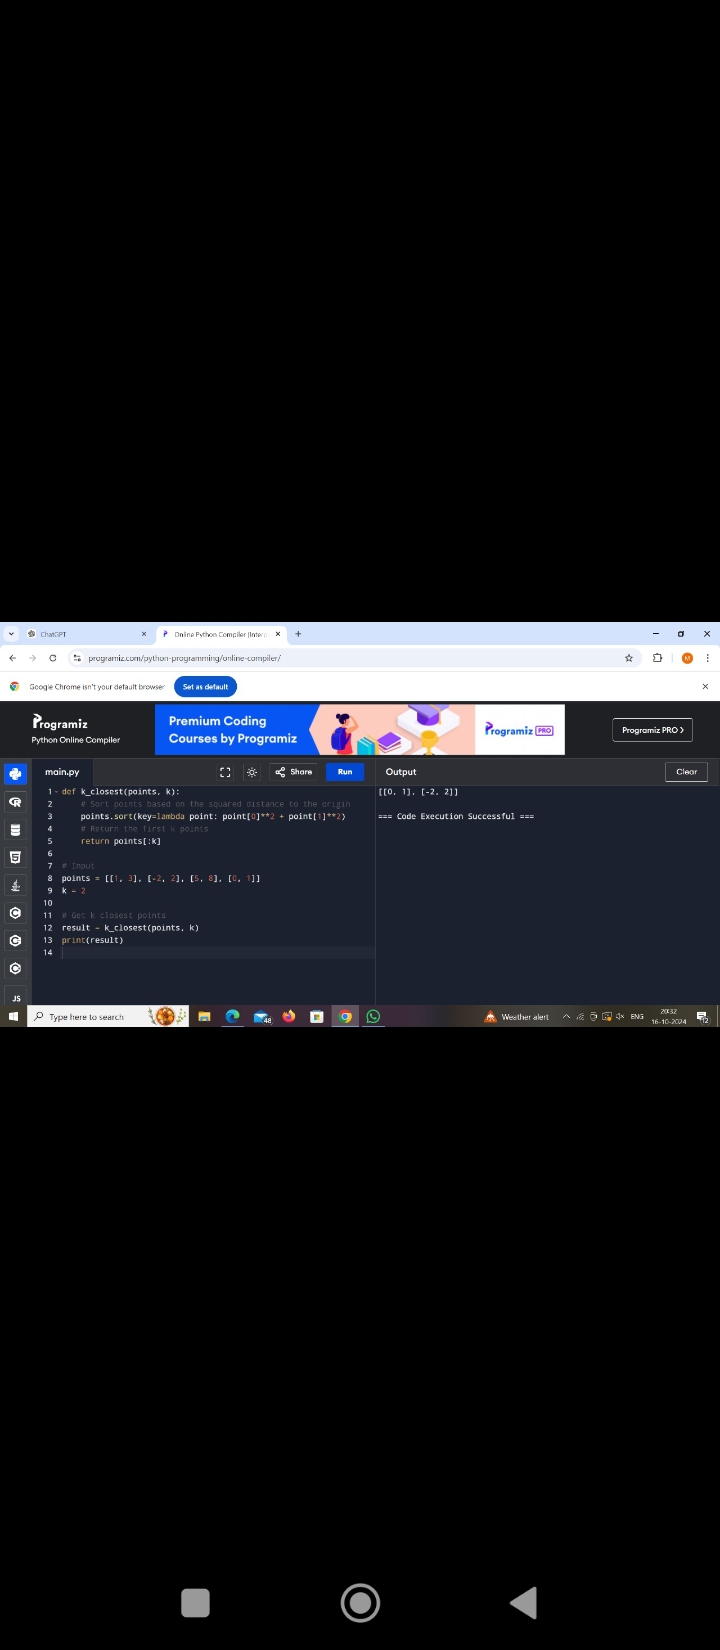 ChatGPT
Online Python Compiler (Interp
programiz.com/python-programming/online-compiler/
Google Chrome isn't your default browser
Set as default
Programiz
Python Online Compiler
Premium Coding
Courses by Programiz
Programiz PRO
Programiz PRO >
main.py
Share
Run
Output
Clear
1 def k_closest(points, k):
2 # Sort points based on the squared distance to the origin
3 points.sort(key=lambda point: point[0]**2 + point[1]**2)
4 # Return the first k points
5 return points[:k]
6
7 # Input
8 points = [[1, 3], [-2, 2], [5, 8], [0, 1]]
9 k = 2
10
11 # Get k closest points
12 result = k_closest(points, k)
13 print(result)
14
[[0, 1], [-2, 2]]
=== Code Execution Successful ===
JS
Type here to search
48
Weather alert
ENG
20:32
16-10-2024